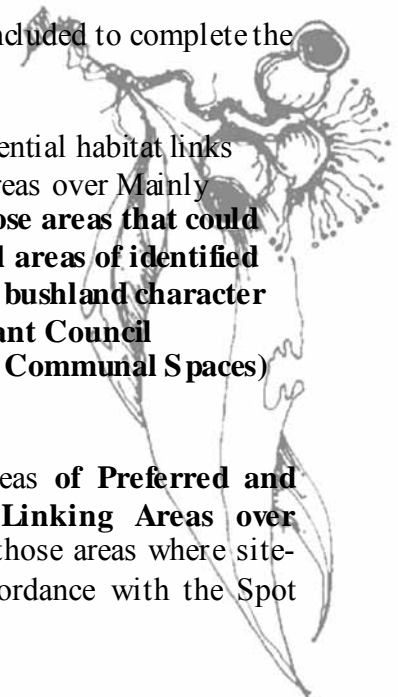 ncluded to complete the
ential habitat links
reas over Mainly
ose areas that could
l areas of identified
bushland character
ant Council
Communal Spaces)
eas of Preferred and
Linking Areas over
those areas where site-
ordance with the Spot